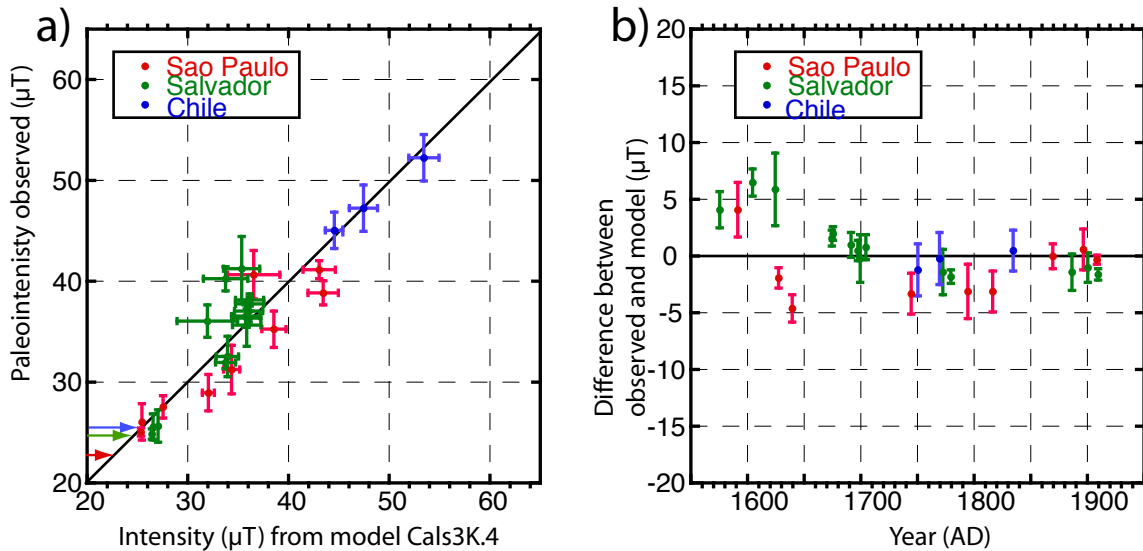 a)
Sao Paulo
Salvador
Chile
Paleointenisty observed (μT)
60
50
40
30
20
20 30 40 50 60
Intensity (μT) from model Cals3K.4
b)
Sao Paulo
Salvador
Chile
Difference between
observed and model (μT)
20
15
10
5
0
-5
-10
-15
-20
1600 1700 1800 1900
Year (AD)